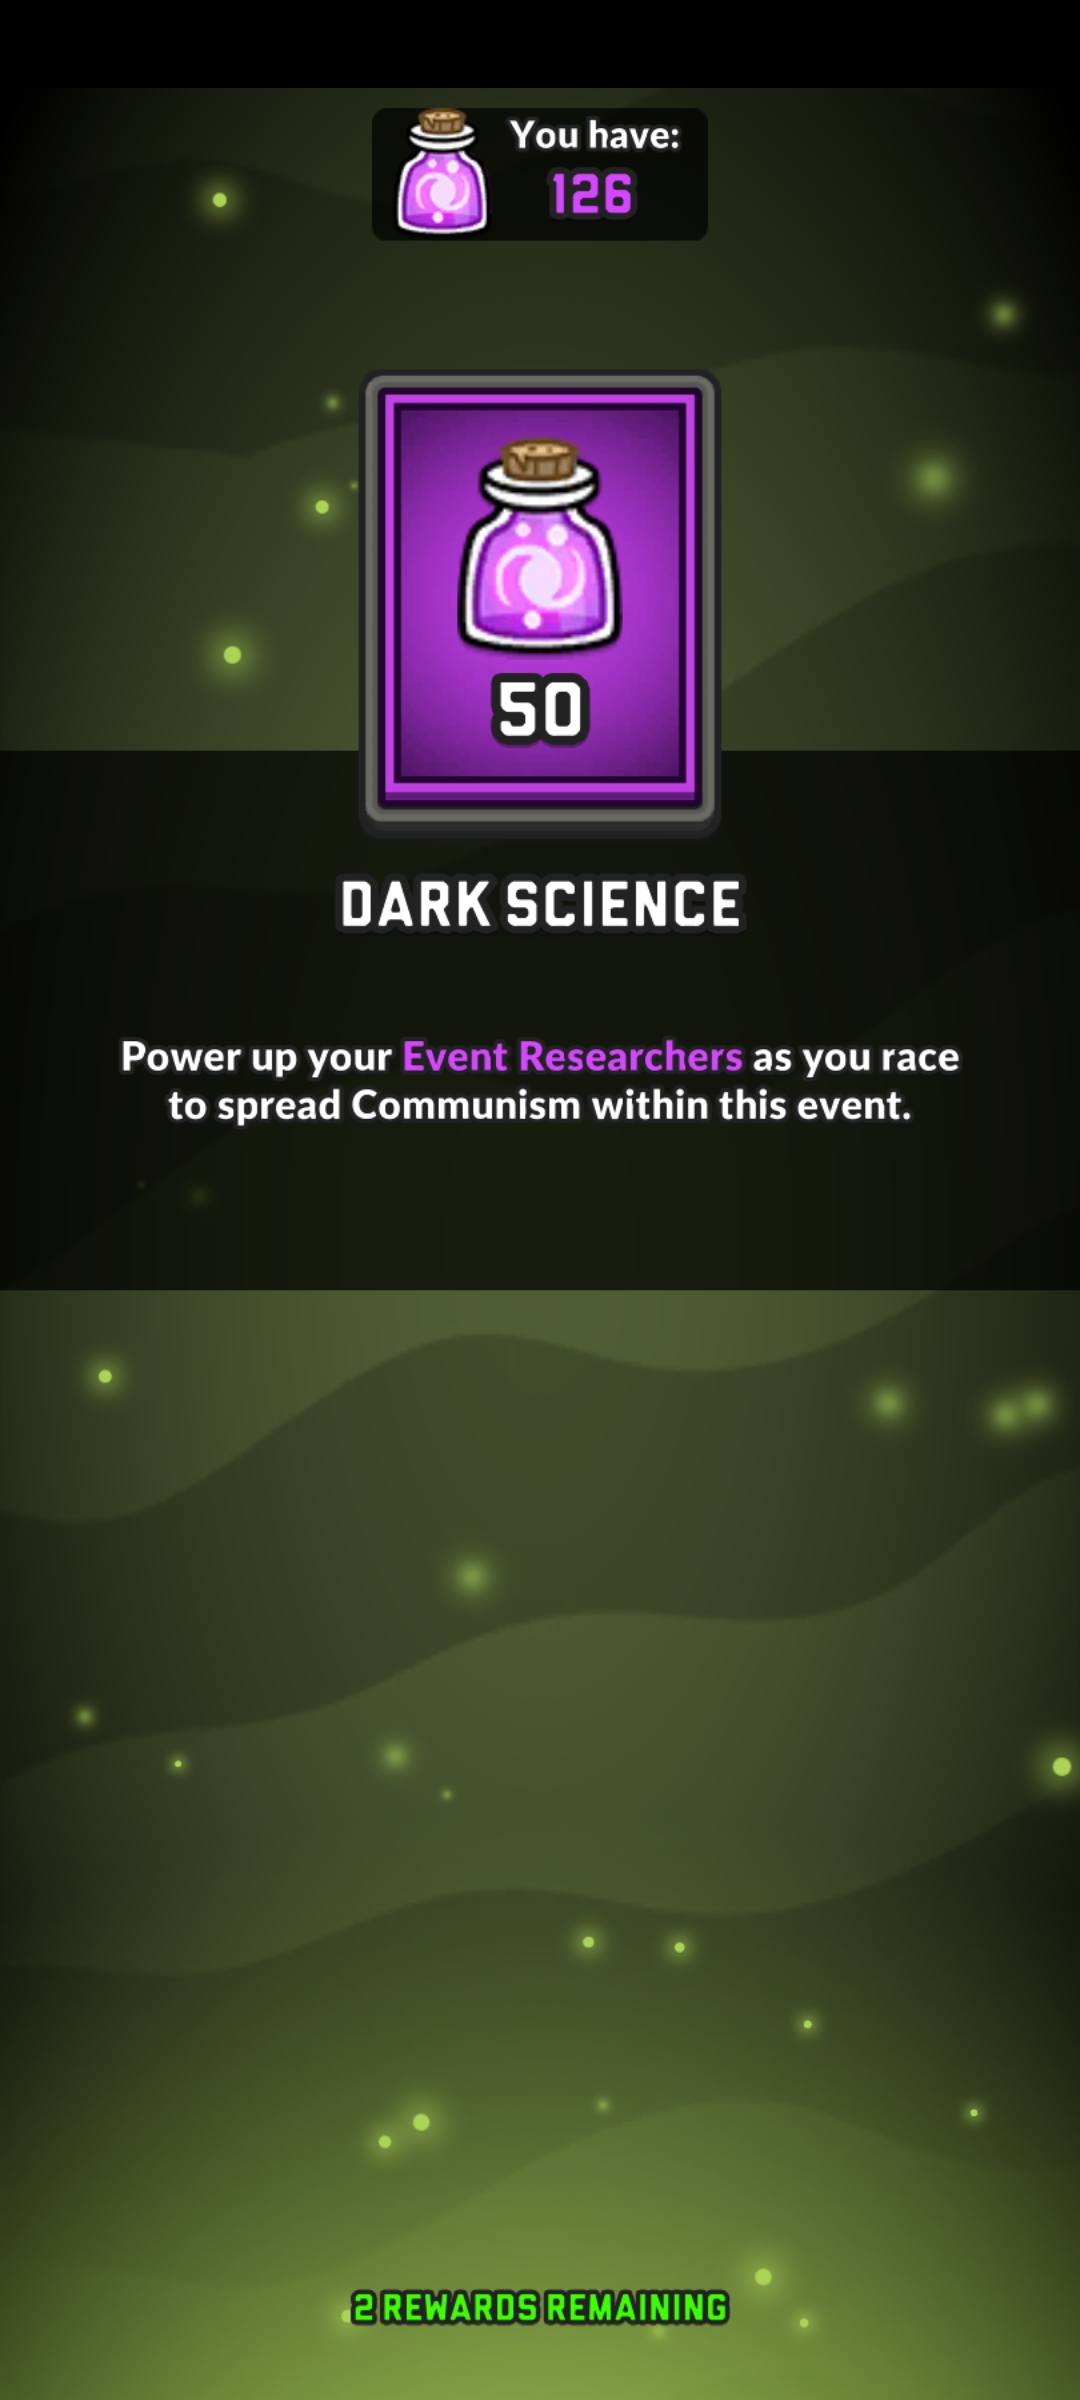 You have:
126
50
DARK SCIENCE
Power up your Event Researchers as you race
to spread Communism within this event.
2 REWARDS REMAINING